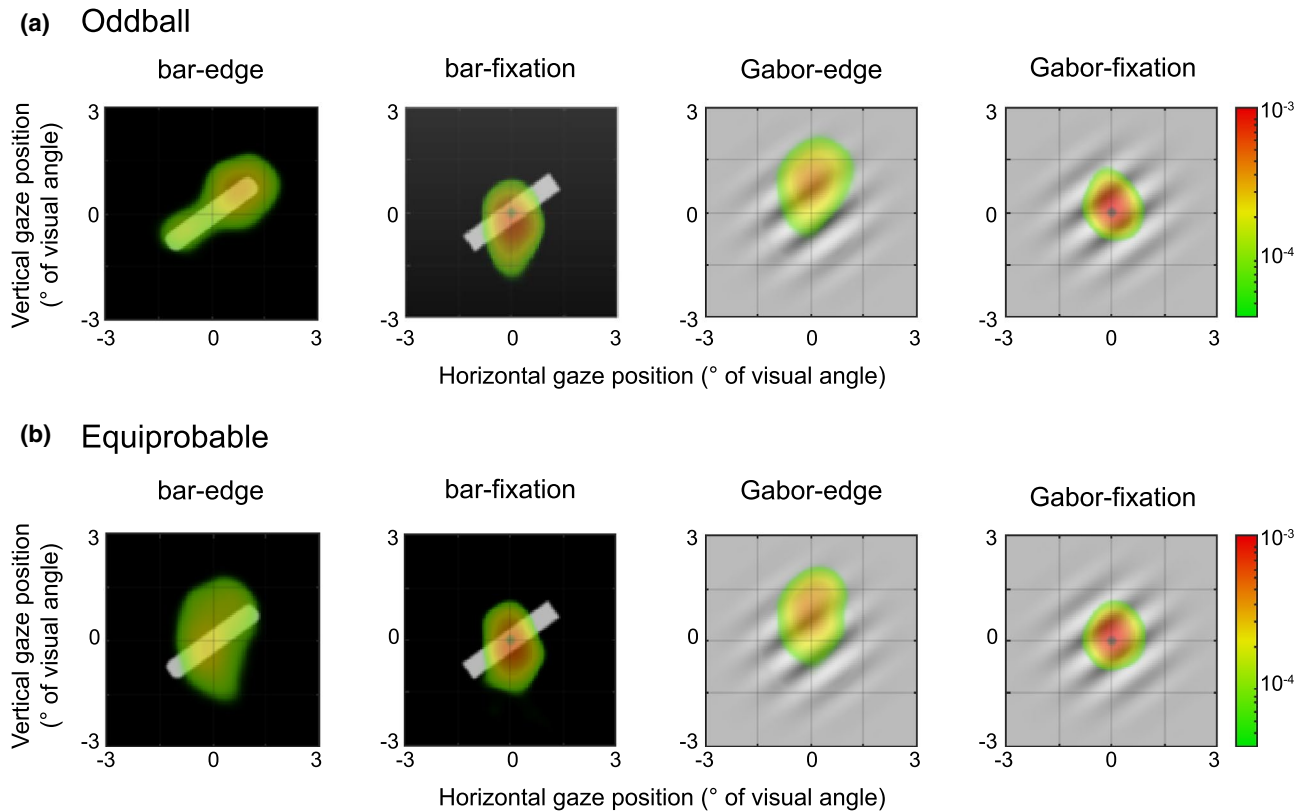 (a) Oddball
bar-edge bar-fixation Gabor-edge Gabor-fixation
Vertical gaze position
(° of visual angle)
3 3 3 3 10-3
0 0 0 0 10-4
-3 -3 -3 -3
-3 0 3 -3 0 3 -3 0 3 -3 0 3
Horizontal gaze position (° of visual angle)
(b) Equiprobable
bar-edge bar-fixation Gabor-edge Gabor-fixation
Vertical gaze position
(° of visual angle)
3 3 3 3 10-3
0 0 0 0 10-4
-3 -3 -3 -3
-3 0 3 -3 0 3 -3 0 3 -3 0 3
Horizontal gaze position (° of visual angle)